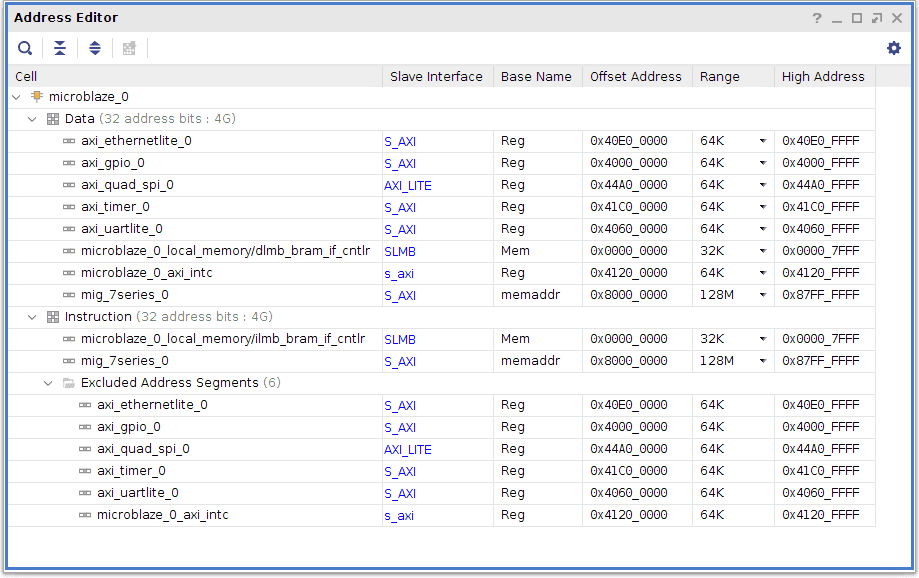 Address Editor
Cell Slave Interface Base Name Offset Address Range High Address
microblaze_0
Data (32 address bits : 4G)
axi_ethernetlite_0 S_AXI Reg 0x40E0_0000 64K 0x40E0_FFFF
axi_gpio_0 S_AXI Reg 0x4000_0000 64K 0x4000_FFFF
axi_quad_spi_0 AXI_LITE Reg 0x44A0_0000 64K 0x44A0_FFFF
axi_timer_0 S_AXI Reg 0x41C0_0000 64K 0x41C0_FFFF
axi_uartlite_0 S_AXI Reg 0x4060_0000 64K 0x4060_FFFF
microblaze_0_local_memory/dlmb_bram_if_cntlr SLMB Mem 0x0000_0000 32K 0x0000_7FFF
microblaze_0_axi_intc s_axi Reg 0x4120_0000 64K 0x4120_FFFF
mig_7series_0 S_AXI memaddr 0x8000_0000 128M 0x87FF_FFFF
Instruction (32 address bits : 4G)
microblaze_0_local_memory/ilmb_bram_if_cntlr SLMB Mem 0x0000_0000 32K 0x0000_7FFF
mig_7series_0 S_AXI memaddr 0x8000_0000 128M 0x87FF_FFFF
Excluded Address Segments (6)
axi_ethernetlite_0 S_AXI Reg 0x40E0_0000 64K 0x40E0_FFFF
axi_gpio_0 S_AXI Reg 0x4000_0000 64K 0x4000_FFFF
axi_quad_spi_0 AXI_LITE Reg 0x44A0_0000 64K 0x44A0_FFFF
axi_timer_0 S_AXI Reg 0x41C0_0000 64K 0x41C0_FFFF
axi_uartlite_0 S_AXI Reg 0x4060_0000 64K 0x4060_FFFF
microblaze_0_axi_intc s_axi Reg 0x4120_0000 64K 0x4120_FFFF